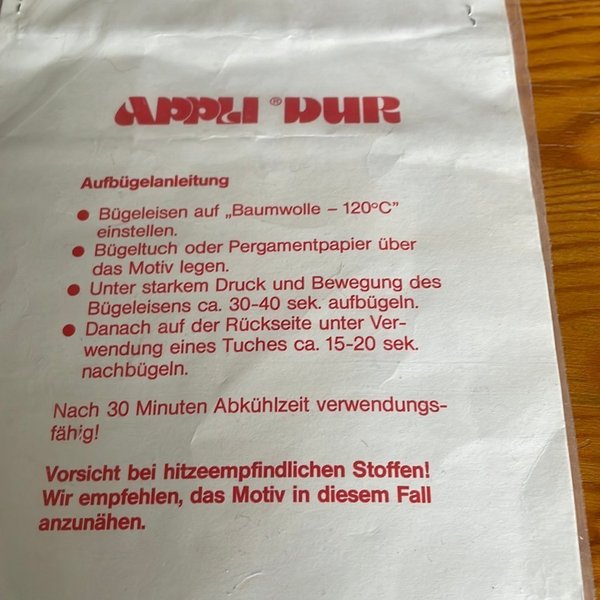 APPLI ® DUR
Aufbügelanleitung
● Bügeleisen auf „Baumwolle – 120°C"
einstellen.
● Bügeltuch oder Pergamentpapier über
das Motiv legen.
● Unter starkem Druck und Bewegung des
Bügeleisens ca. 30-40 sek. aufbügeln.
● Danach auf der Rückseite unter Ver-
wendung eines Tuches ca. 15-20 sek.
nachbügeln.
Nach 30 Minuten Abkühlzeit verwendungs-
fähig!
Vorsicht bei hitzeempfindlichen Stoffen!
Wir empfehlen, das Motiv in diesem Fall
anzunähen.